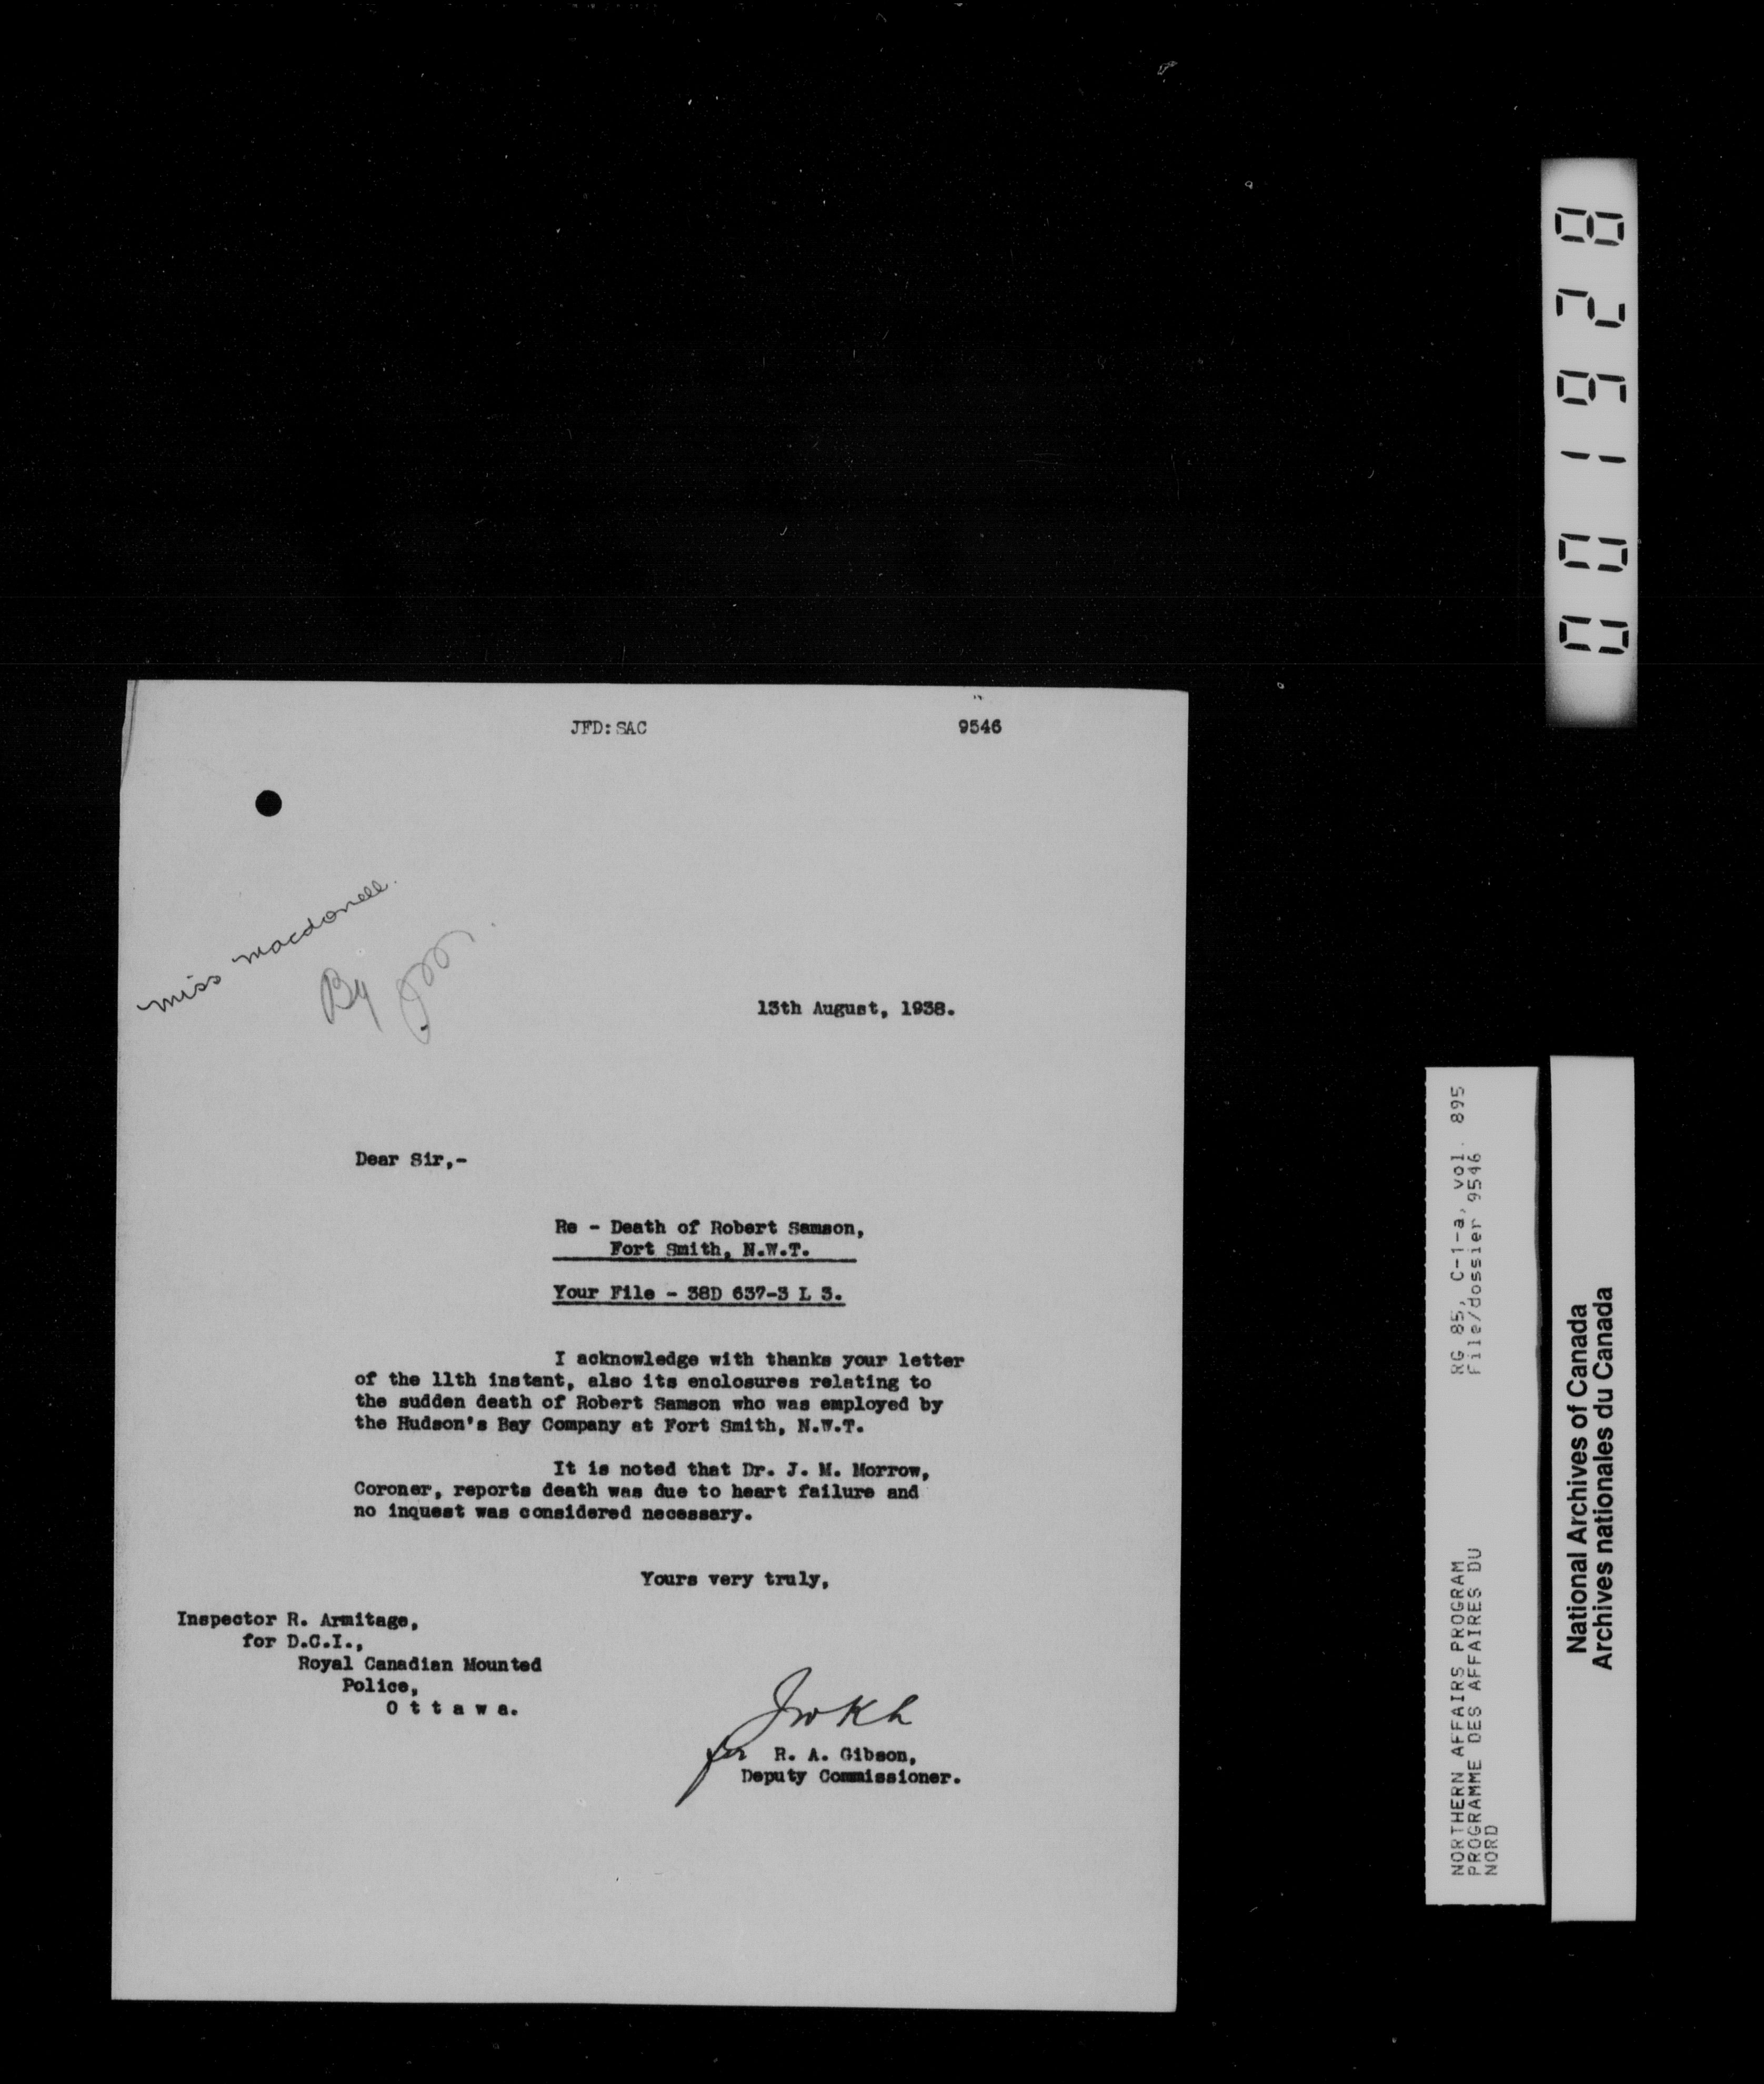 JFD:SAC 9546
Miss Macdonell.
By
13th August, 1938.
Dear Sir,-
Re - Death of Robert Samson,
Fort Smith, N.W.T.
Your File - 38D 637-3 L 3.
I acknowledge with thanks your letter
of the 11th instant, also its enclosures relating to
the sudden death of Robert Samson who was employed by
the Hudson's Bay Company at Fort Smith, N.W.T.
It is noted that Dr. J. M. Morrow,
Coroner, reports death was due to heart failure and
no inquest was considered necessary.
Yours very truly,
Inspector R. Armitage,
for D.C.I.,
Royal Canadian Mounted
Police,
O t t a w a.
for R. A. Gibson,
Deputy Commissioner.
001928
RG 85, C-1-a, vol. 895
File/dossier 9546
NORTHERN AFFAIRS PROGRAM
PROGRAMME DES AFFAIRES DU
NORD
National Archives of Canada
Archives nationales du Canada